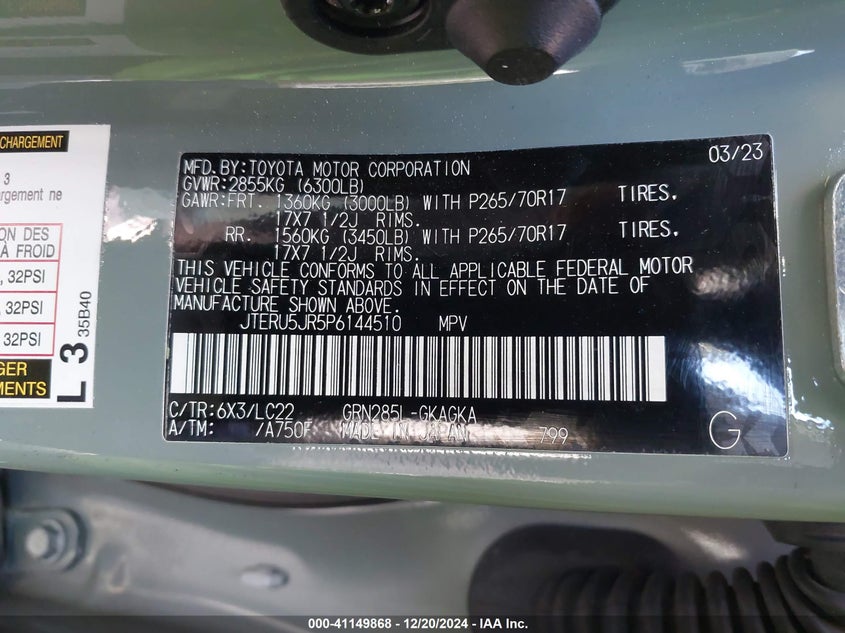 CHARGEMENT
3
argement ne
ON DES
À FROID
, 32PSI
, 32PSI
32PSI
GER
EMENTS
L 3 35B40
03/23
MFD.BY:TOYOTA MOTOR CORPORATION
GVWR:2855KG (6300LB)
GAWR:FRT. 1360KG (3000LB) WITH P265/70R17 TIRES,
17X7 1/2J RIMS.
RR. 1560KG (3450LB) WITH P265/70R17 TIRES,
17X7 1/2J RIMS.
THIS VEHICLE CONFORMS TO ALL APPLICABLE FEDERAL MOTOR
VEHICLE SAFETY STANDARDS IN EFFECT ON THE DATE OF
MANUFACTURE SHOWN ABOVE.
JTERU5JR5P6144510 MPV
C/TR:6X3/LC22 GRN285L-GKAGKA
A/TM: /A750F MADE IN JAPAN 799
G
000-41149868 - 12/20/2024 - IAA Inc.